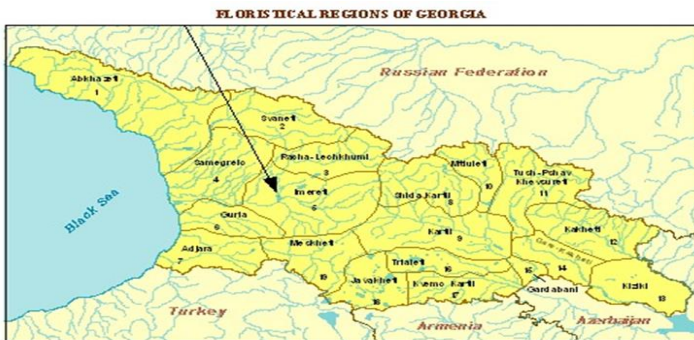 FLORISTICAL REGIONS OF GEORGIA
Russian Federation
Abkhazeti
1
Svaneti
2
Samegrelo
4
Racha-Lechkhumi
3
Imereti
5
Mtiuleti
10
Tush-Pshav
Khevsureti
11
Shida Kartli
8
Black Sea
Guria
6
Kartli
9
Kakheti
12
Adjara
7
Meskheti
19
Trialeti
16
15
14
Javakheti
18
Kvemo Kartli
17
Gardabani
Kiziki
13
Turkey
Armenia
Azerbaijan